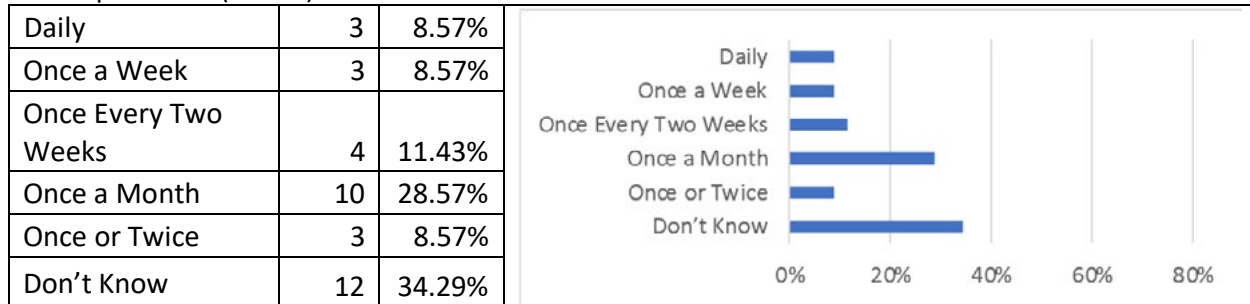 Daily 3 8.57%
Once a Week 3 8.57%
Once Every Two
Weeks 4 11.43%
Once a Month 10 28.57%
Once or Twice 3 8.57%
Don’t Know 12 34.29%
Daily
Once a Week
Once Every Two Weeks
Once a Month
Once or Twice
Don’t Know
0% 20% 40% 60% 80%